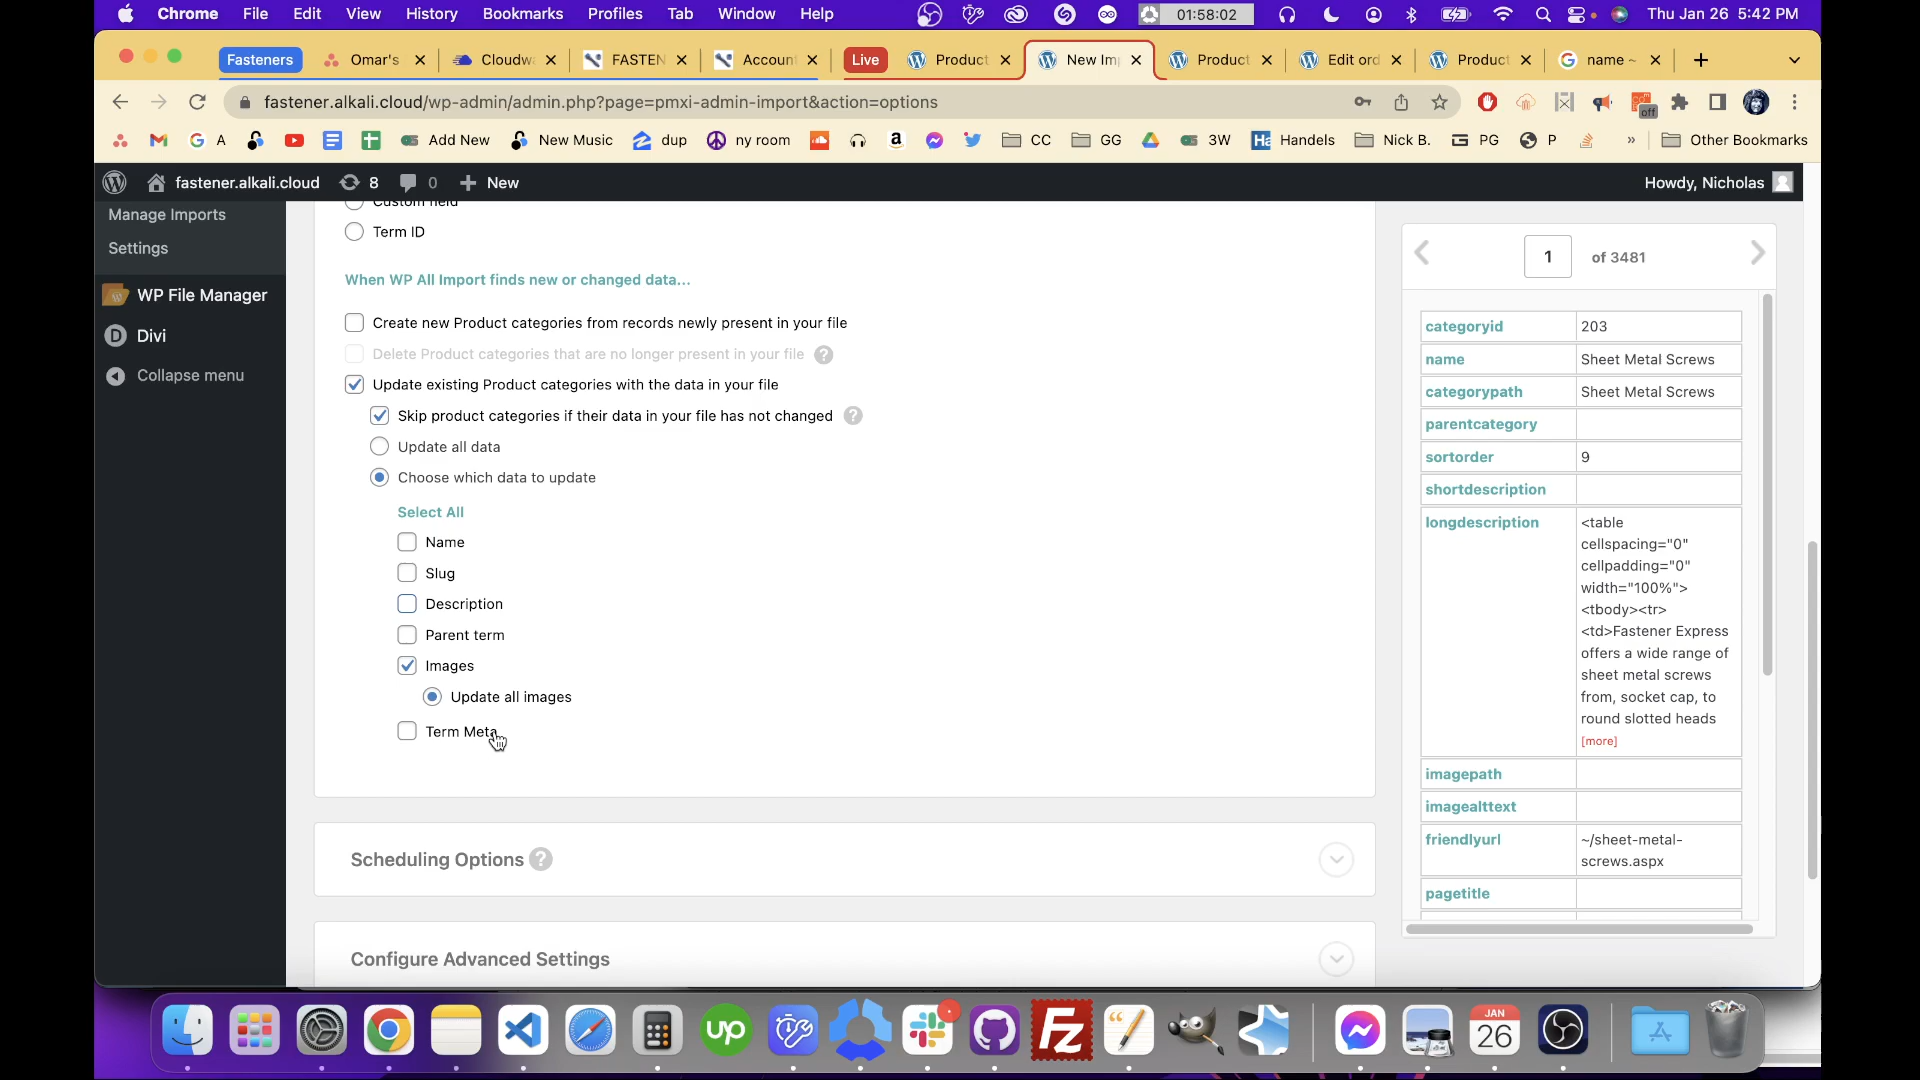 Chrome File Edit View History Bookmarks Profiles Tab Window Help 01:58:02 Thu Jan 26 5:42 PM
Fasteners Omar's Cloudw FASTEN Account Live Product New Im Product Edit ord Product name ~
fastener.alkali.cloud/wp-admin/admin.php?page=pmxi-admin-import&action=options
off
A Add New New Music dup ny room CC GG 3W Handels Nick B. PG P » Other Bookmarks
fastener.alkali.cloud 8 0 New Howdy, Nicholas
Manage Imports
Settings
WP File Manager
Divi
Collapse menu
Custom field
Term ID
When WP All Import finds new or changed data...
Create new Product categories from records newly present in your file
Delete Product categories that are no longer present in your file ?
Update existing Product categories with the data in your file
Skip product categories if their data in your file has not changed ?
Update all data
Choose which data to update
Select All
Name
Slug
Description
Parent term
Images
Update all images
Term Meta
Scheduling Options ?
Configure Advanced Settings
1 of 3481
categoryid 203
name Sheet Metal Screws
categorypath Sheet Metal Screws
parentcategory
sortorder 9
shortdescription
longdescription <table
cellspacing="0"
cellpadding="0"
width="100%">
<tbody><tr>
<td>Fastener Express
offers a wide range of
sheet metal screws
from, socket cap, to
round slotted heads
[more]
imagepath
imagealttext
friendlyurl ~/sheet-metal-
screws.aspx
pagetitle
up
Fz
JAN
26